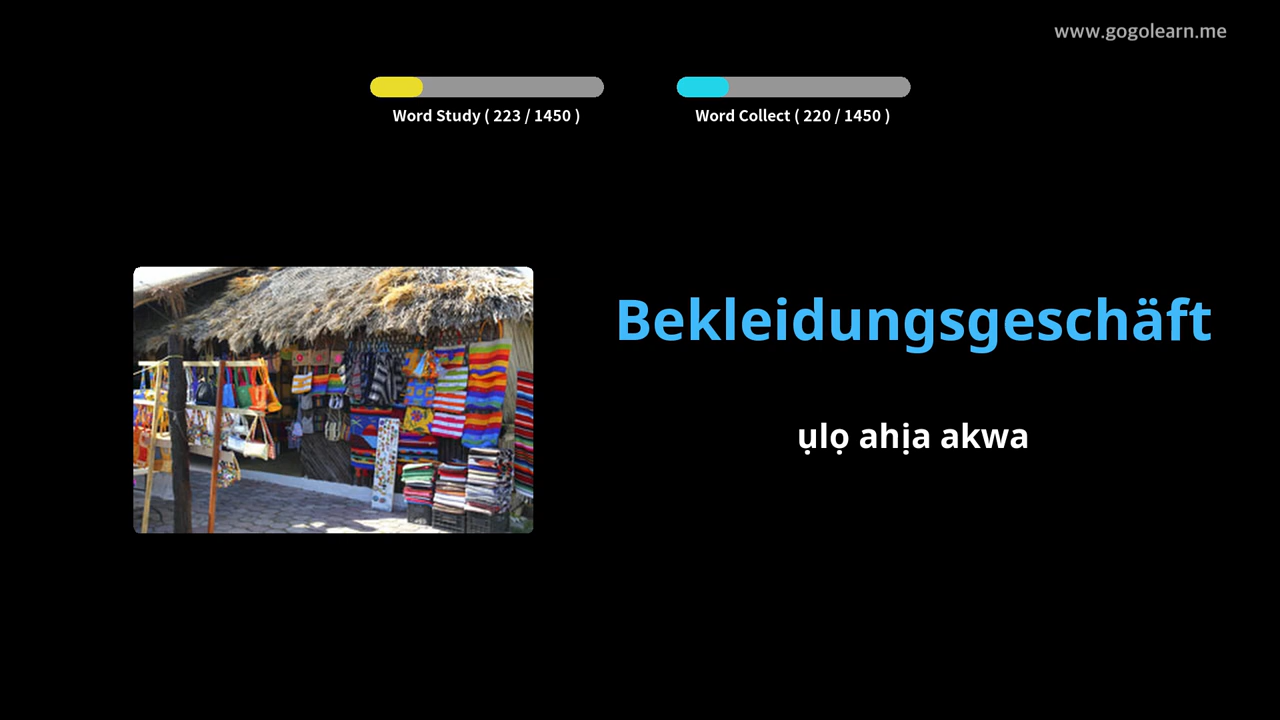 www.gogolearn.me
Word Study ( 223 / 1450 )
Word Collect ( 220 / 1450 )
Bekleidungsgeschäft
ụlọ ahịa akwa